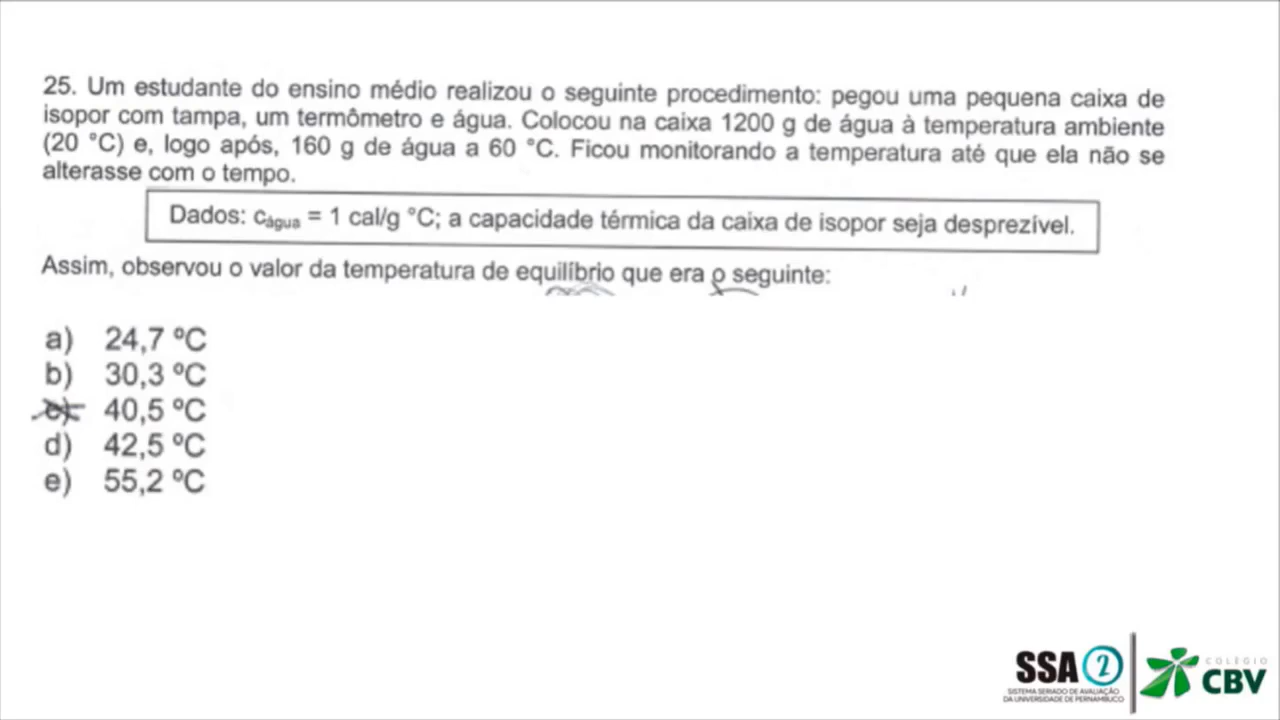 25. Um estudante do ensino médio realizou o seguinte procedimento: pegou uma pequena caixa de
isopor com tampa, um termômetro e água. Colocou na caixa 1200 g de água à temperatura ambiente
(20 °C) e, logo após, 160 g de água a 60 °C. Ficou monitorando a temperatura até que ela não se
alterasse com o tempo.
Dados: cágua = 1 cal/g °C; a capacidade térmica da caixa de isopor seja desprezível.
Assim, observou o valor da temperatura de equilíbrio que era o seguinte:
a) 24,7 ºC
b) 30,3 ºC
c) 40,5 ºC
d) 42,5 ºC
e) 55,2 ºC
SSA 2
SISTEMA SERIADO DE AVALIAÇÃO
DA UNIVERSIDADE DE PERNAMBUCO
COLÉGIO
CBV